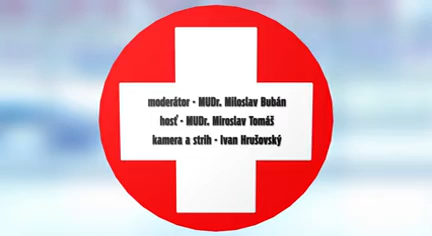 moderátor - MUDr. Miloslav Bubán
hosť - MUDr. Miroslav Tomáš
kamera a strih - Ivan Hrušovský